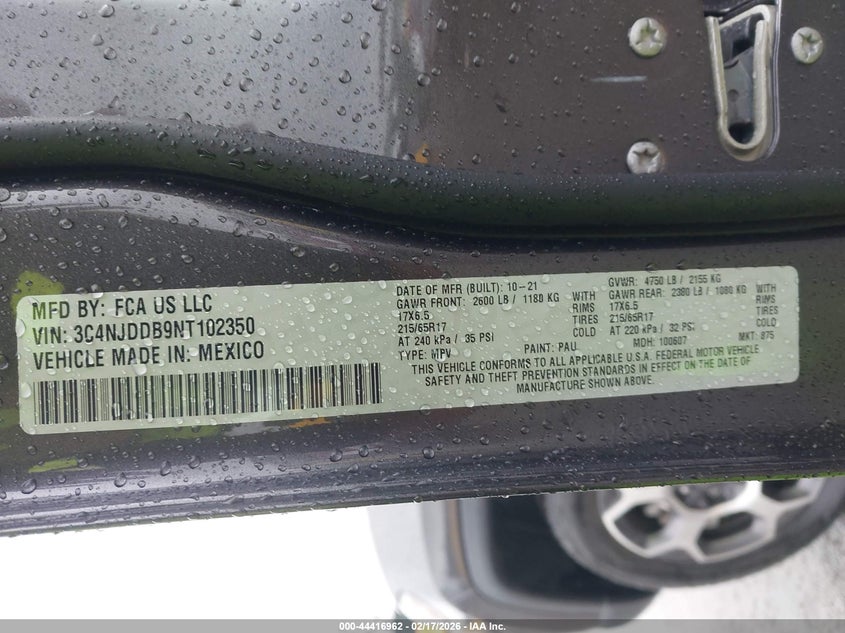 MFD BY: FCA US LLC
VIN: 3C4NJDDB9NT102350
VEHICLE MADE IN: MEXICO
DATE OF MFR (BUILT): 10-21
GVWR: 4750 LB / 2155 KG
GAWR FRONT: 2600 LB / 1180 KG WITH
GAWR REAR: 2380 LB / 1080 KG WITH
17X6.5 RIMS
17X6.5 RIMS
215/65R17 TIRES
215/65R17 TIRES
AT 240 kPa / 35 PSI
AT 220 kPa / 32 PSI
TYPE: MPV PAINT: PAU MDH: 100607 MKT: 975
THIS VEHICLE CONFORMS TO ALL APPLICABLE U.S.A. FEDERAL MOTOR VEHICLE
SAFETY AND THEFT PREVENTION STANDARDS IN EFFECT ON THE DATE OF
MANUFACTURE SHOWN ABOVE.
000-44416962 - 02/17/2026 - IAA, Inc.